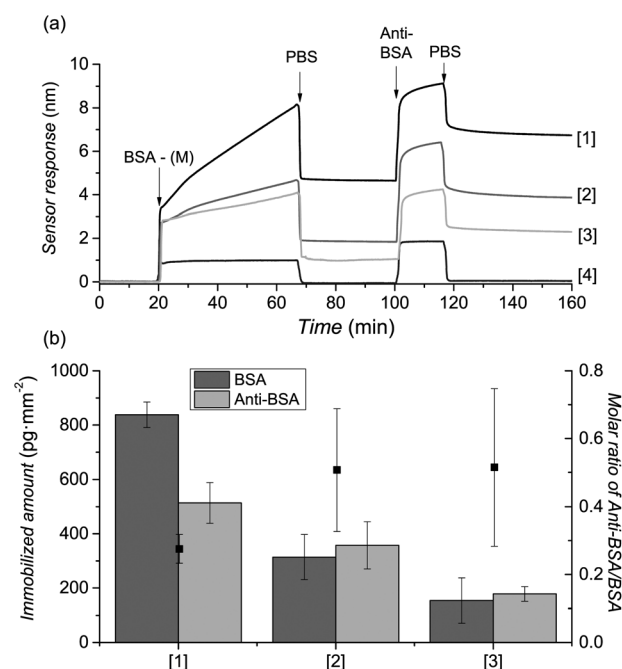 (a)
Sensor response (nm)
10
8
6
4
2
0
BSA - (M)
PBS
Anti-
BSA
PBS
[1]
[2]
[3]
[4]
0 20 40 60 80 100 120 140 160
Time (min)
(b)
Immobilized amount (pg·mm⁻²)
1000
800
600
400
200
0
BSA
Anti-BSA
0.8
0.6
0.4
0.2
0.0
Molar ratio of Anti-BSA/BSA
[1] [2] [3]